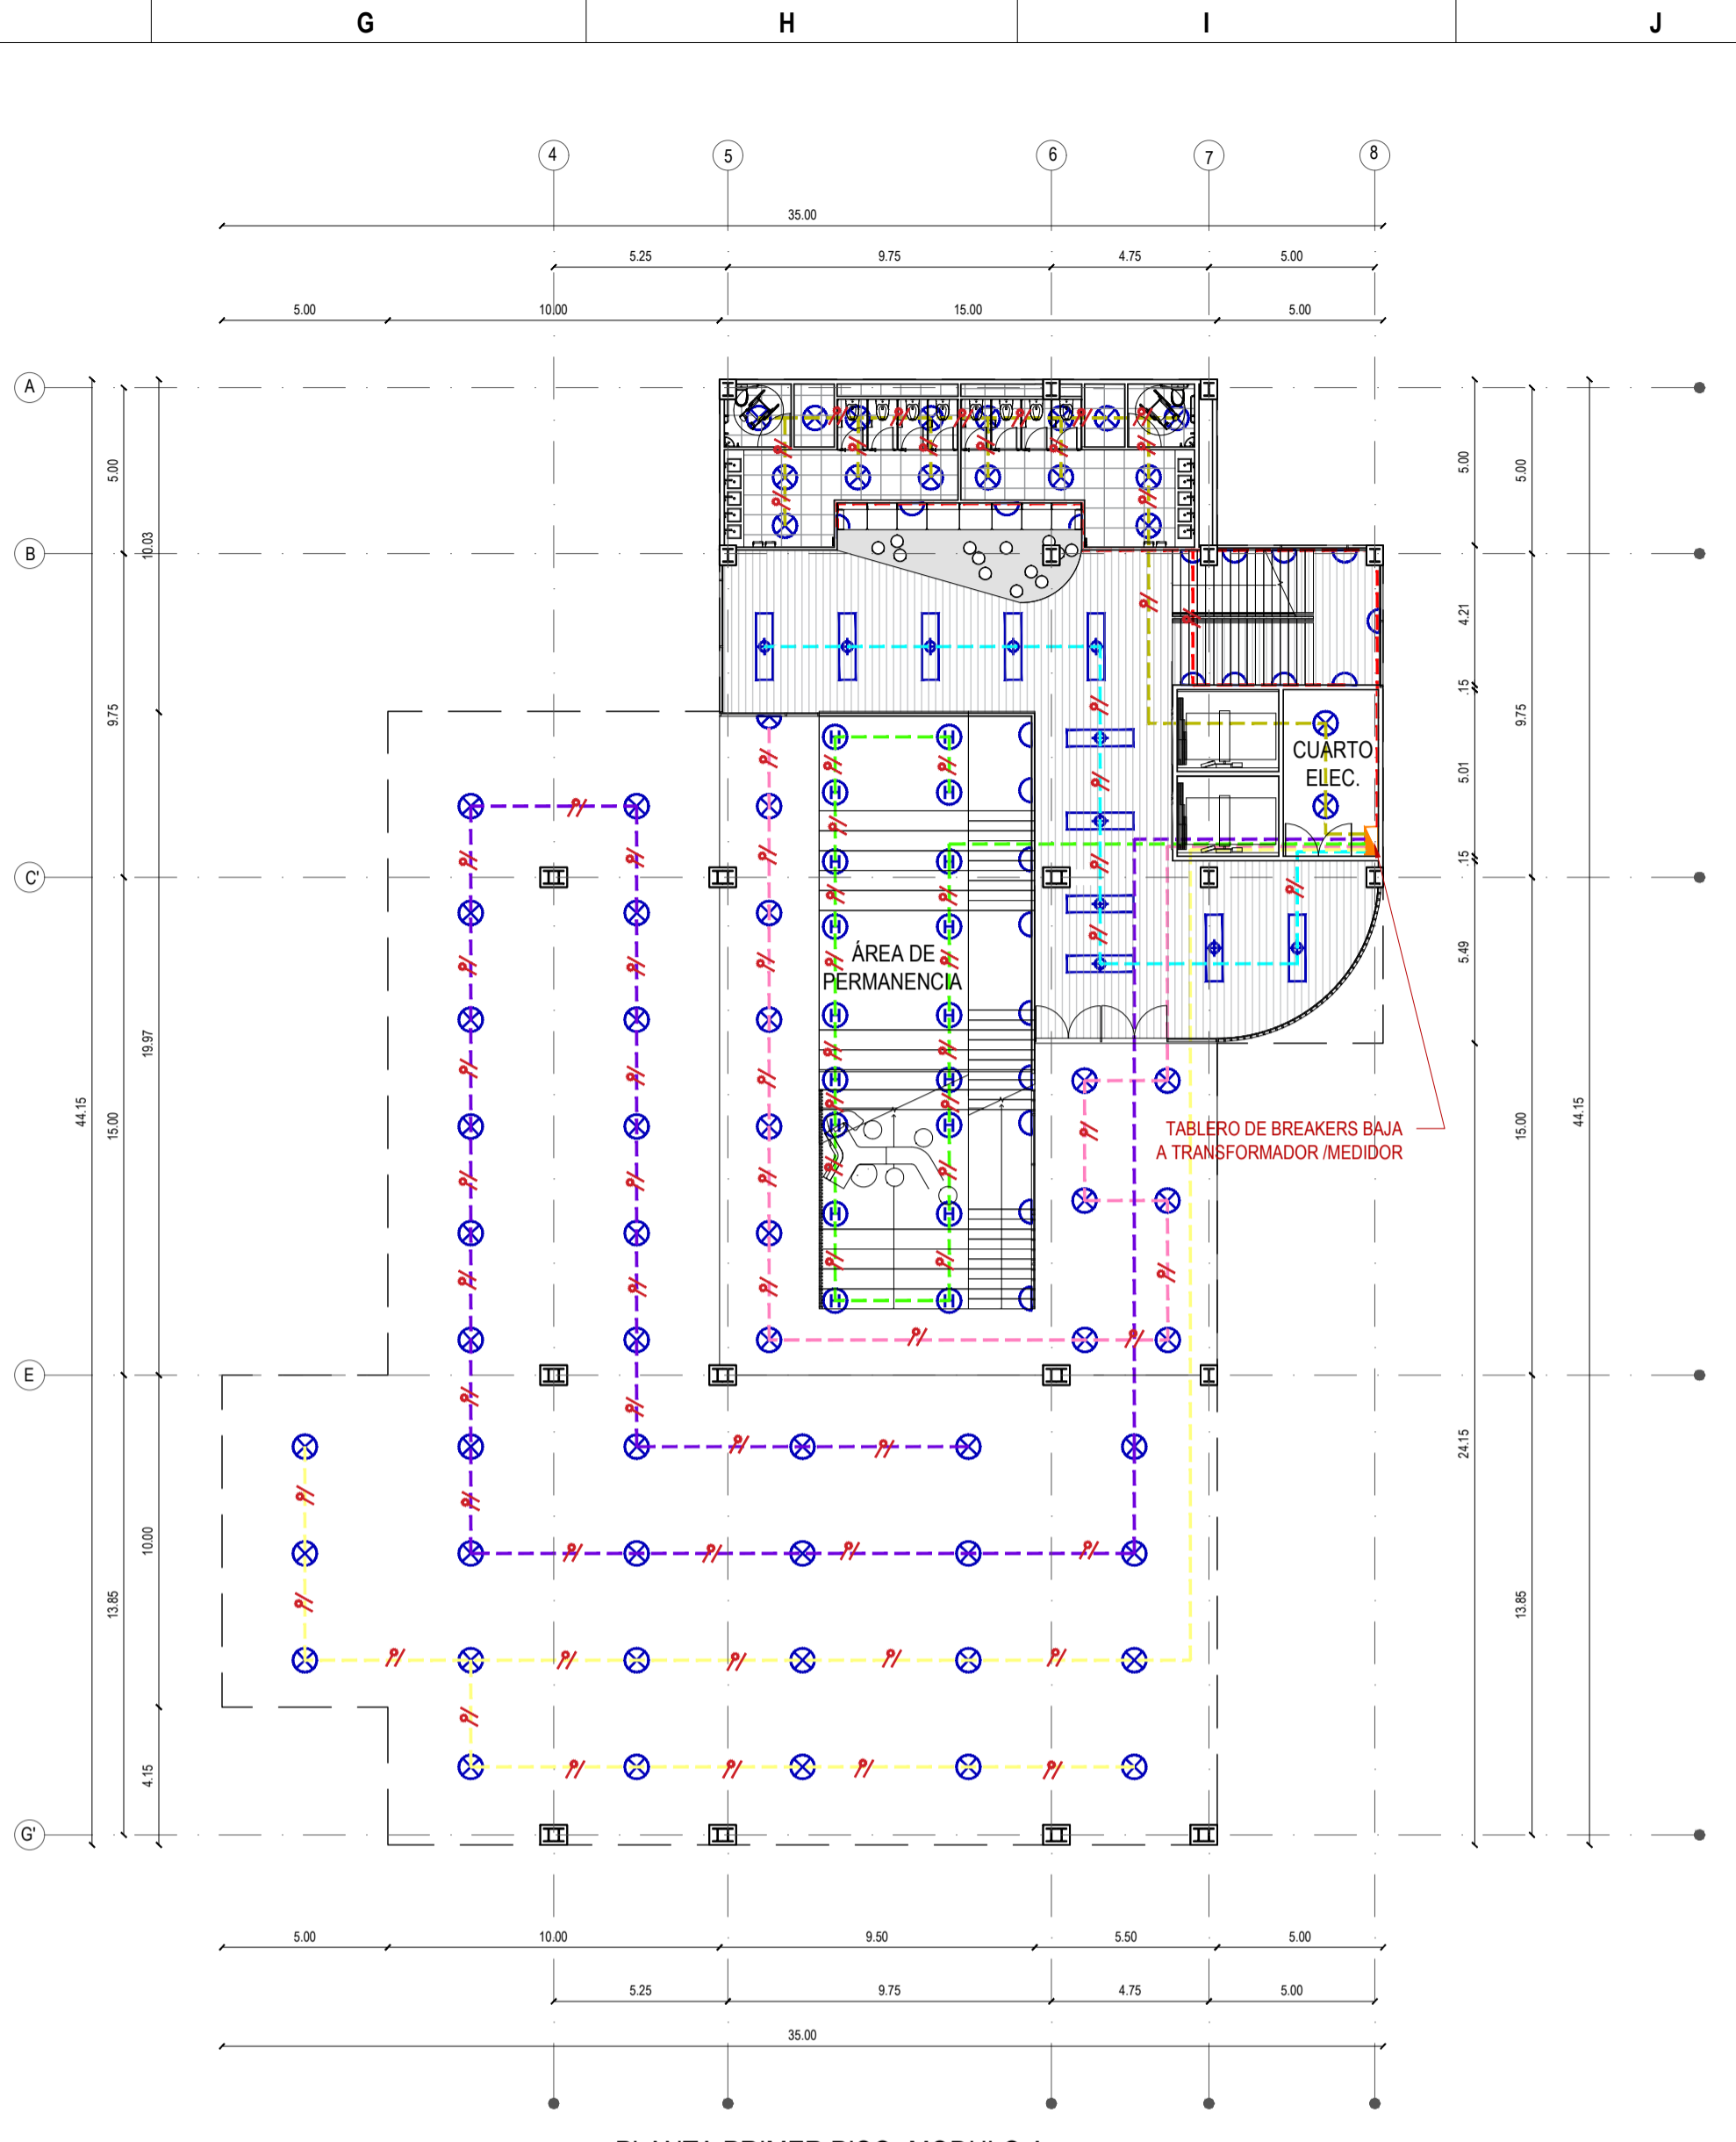 G H I J
4 5 6 7 8
35.00
5.25 9.75 4.75 5.00
5.00 10.00 15.00 5.00
A
5.00 5.00 5.00
B
10.03
4.21
.15
9.75 9.75
CUARTO
ELEC.
5.01
.15
C'
ÁREA DE
PERMANENCIA
5.49
19.97
44.15 15.00 15.00 44.15
TABLERO DE BREAKERS BAJA
A TRANSFORMADOR /MEDIDOR
E
24.15
10.00
13.85 13.85
4.15
G'
5.00 10.00 9.50 5.50 5.00
5.25 9.75 4.75 5.00
35.00